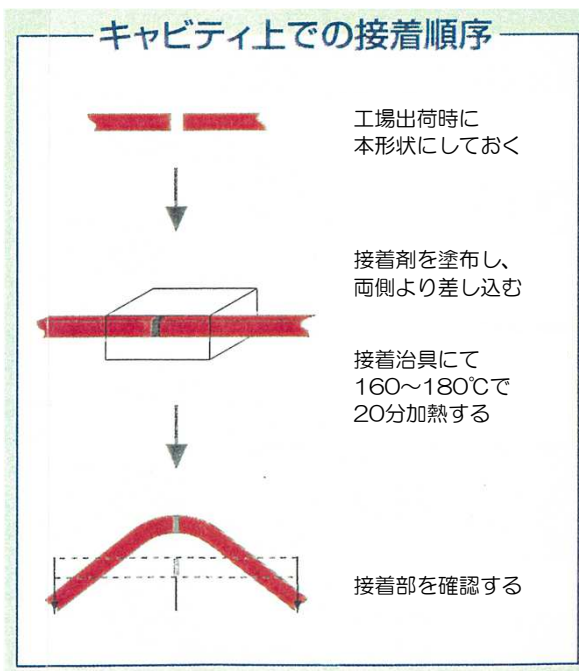 キャビティ上での接着順序
工場出荷時に
本形状にしておく
接着剤を塗布し、
両側より差し込む
接着治具にて
160～180℃で
20分加熱する
接着部を確認する